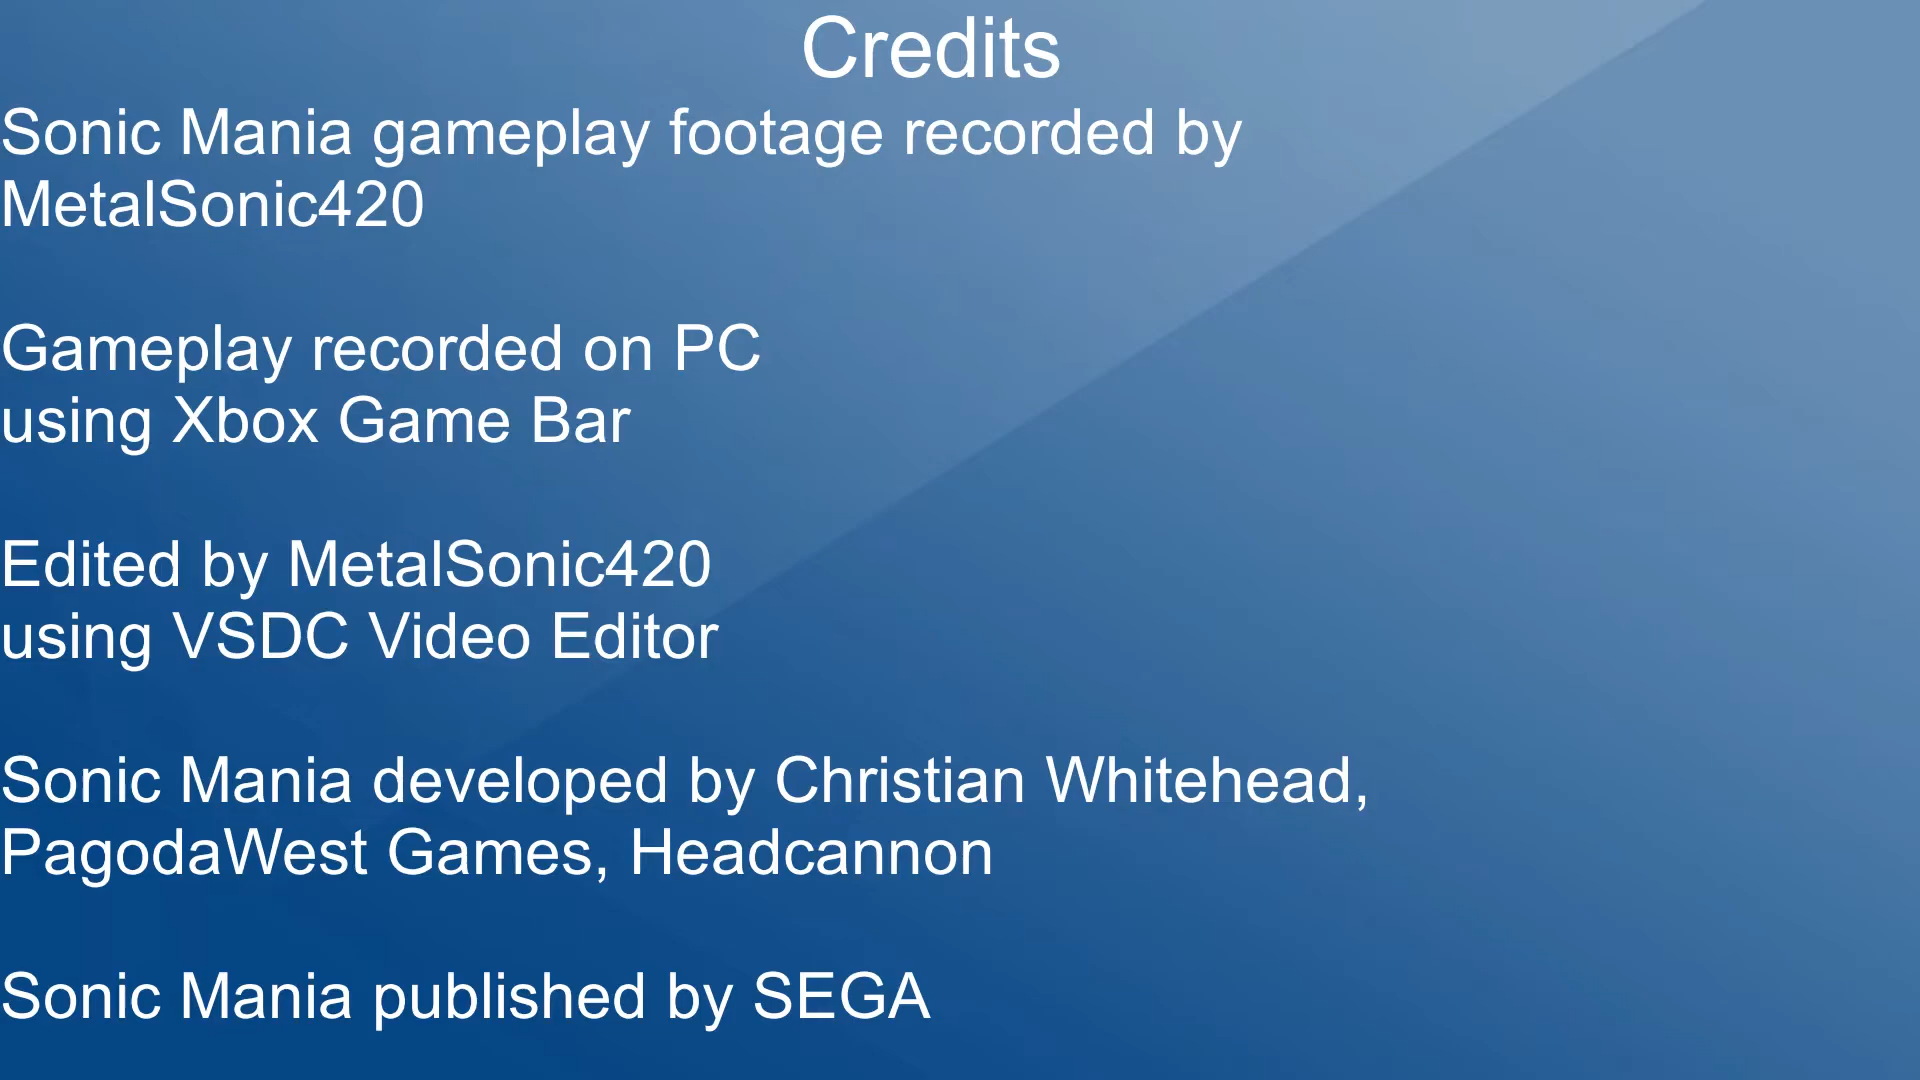 Credits
Sonic Mania gameplay footage recorded by
MetalSonic420
Gameplay recorded on PC
using Xbox Game Bar
Edited by MetalSonic420
using VSDC Video Editor
Sonic Mania developed by Christian Whitehead,
PagodaWest Games, Headcannon
Sonic Mania published by SEGA